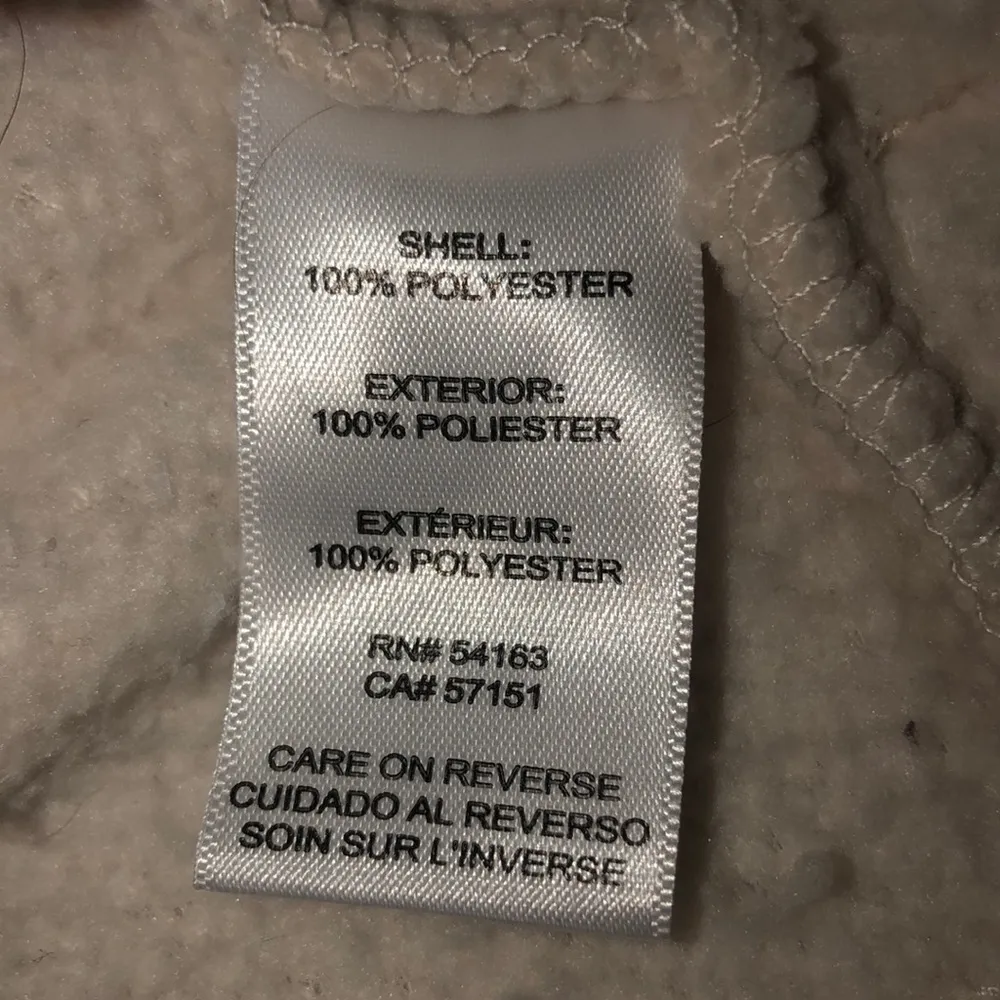 SHELL:
100% POLYESTER
EXTERIOR:
100% POLIESTER
EXTÉRIEUR:
100% POLYESTER
RN# 54163
CA# 57151
CARE ON REVERSE
CUIDADO AL REVERSO
SOIN SUR L'INVERSE